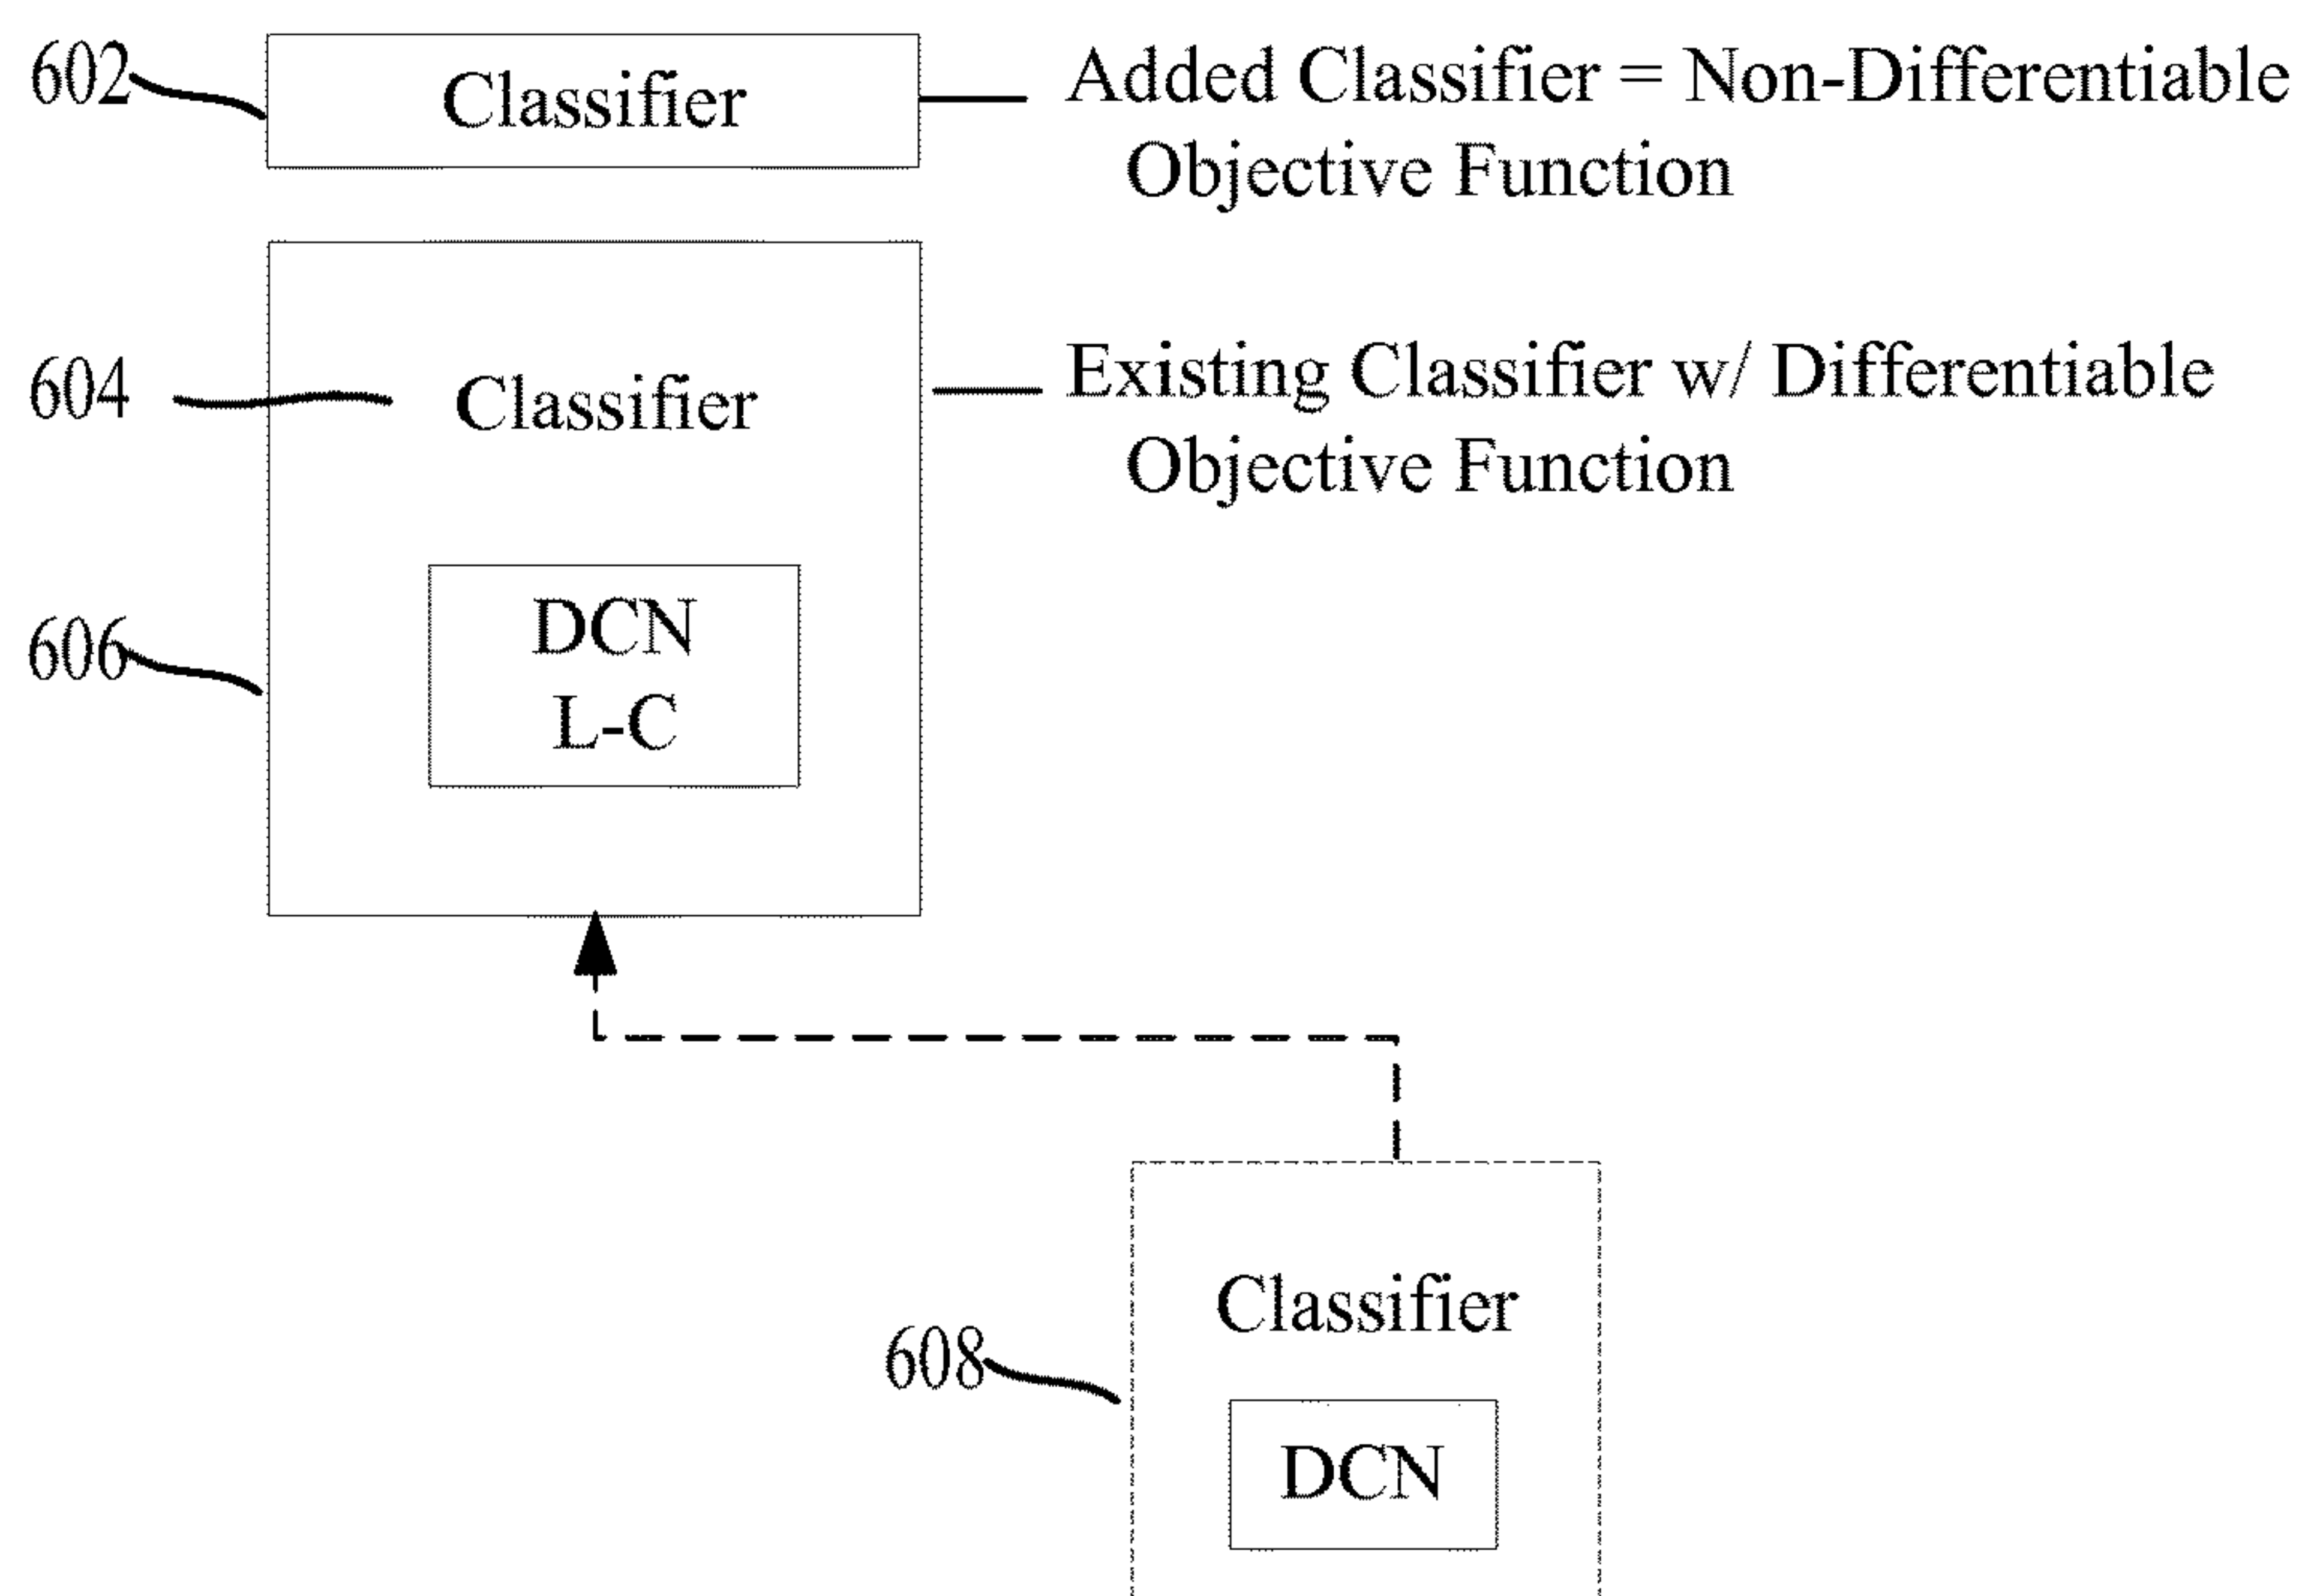 602
Classifier
Added Classifier = Non-Differentiable
Objective Function
604
Classifier
Existing Classifier w/ Differentiable
Objective Function
606
DCN
L-C
Classifier
608
DCN